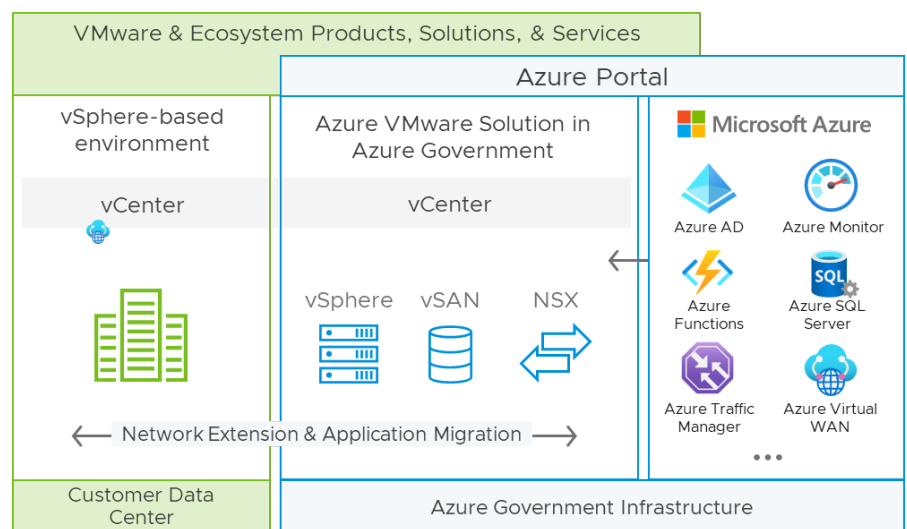 VMware & Ecosystem Products, Solutions, & Services
Azure Portal
vSphere-based
environment
Azure VMware Solution in
Azure Government
Microsoft Azure
vCenter
vCenter
Azure AD
Azure Monitor
vSphere
vSAN
NSX
SQL
Azure
Functions
Azure SQL
Server
Azure Traffic
Manager
Azure Virtual
WAN
Network Extension & Application Migration
•••
Customer Data
Center
Azure Government Infrastructure